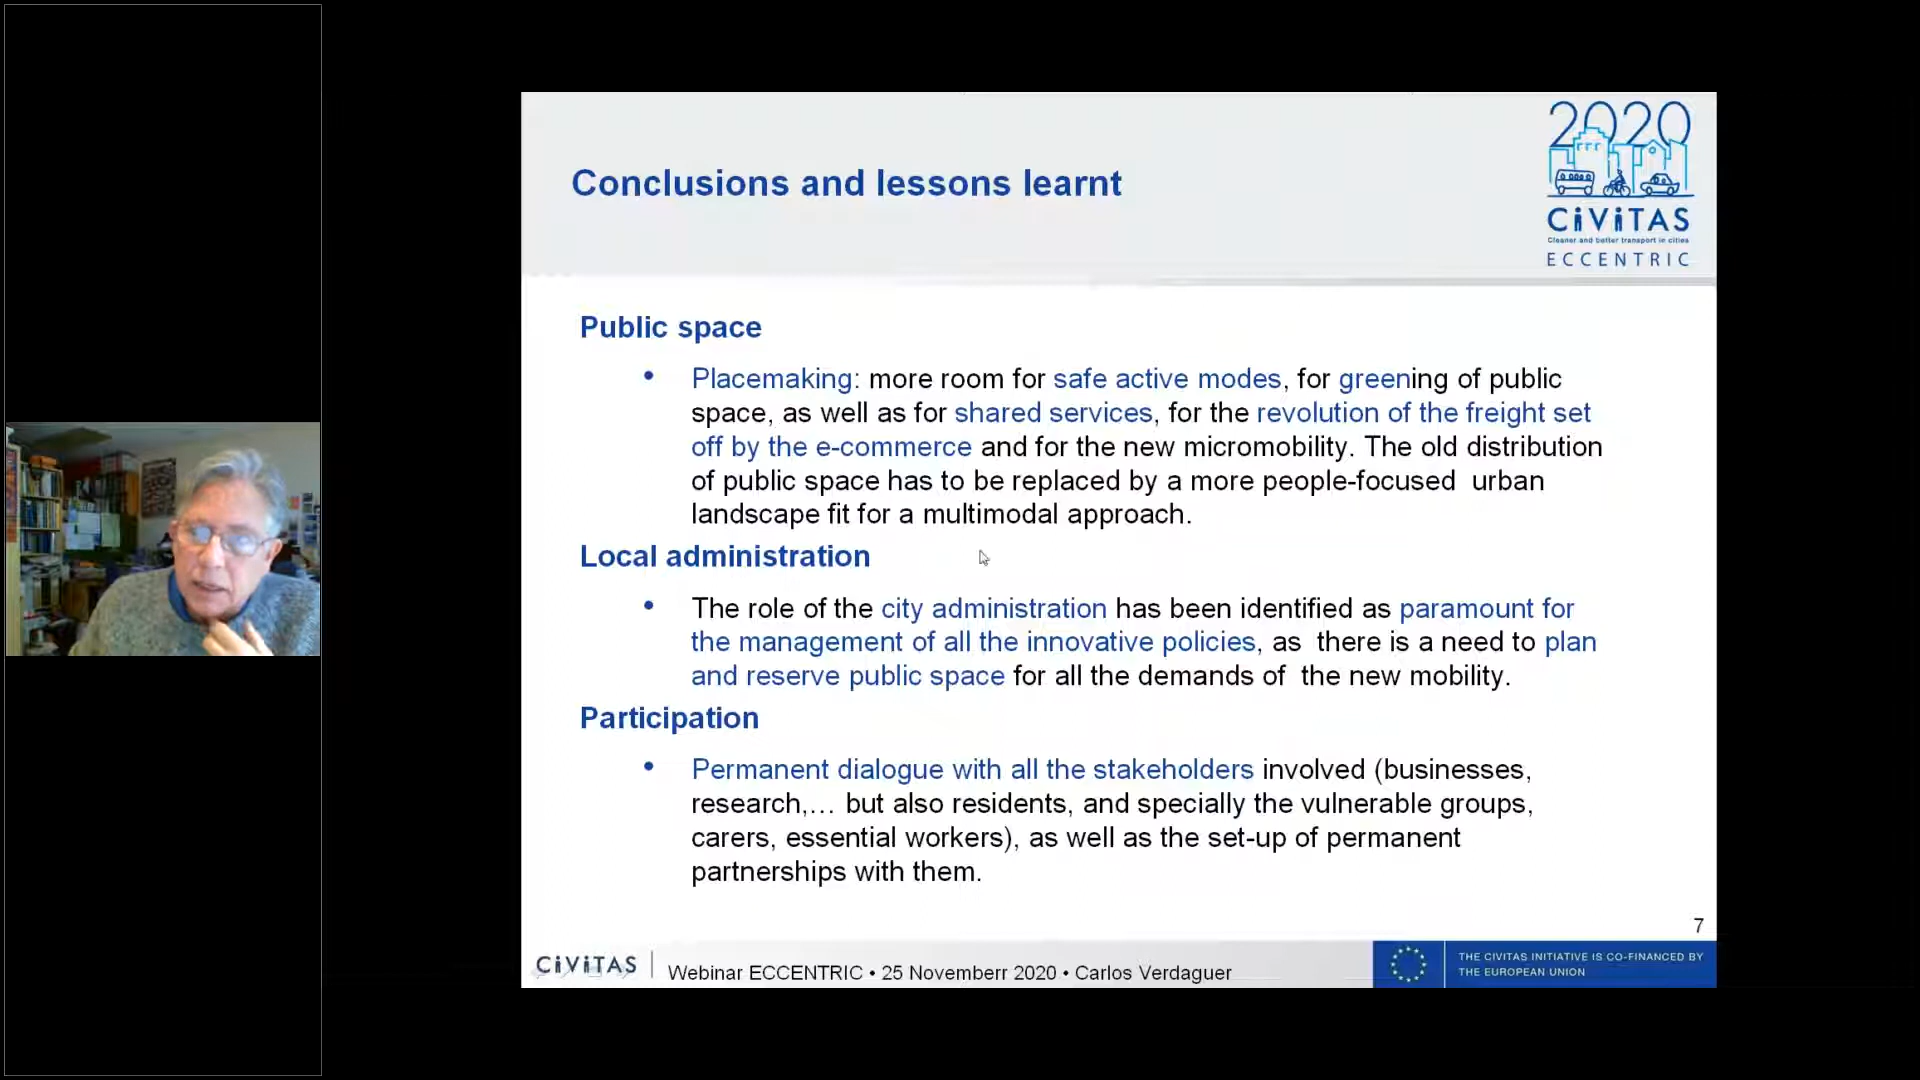 2020
CiViTAS
Cleaner and better transport in cities
ECCENTRIC
Conclusions and lessons learnt
Public space
• Placemaking: more room for safe active modes, for greening of public
space, as well as for shared services, for the revolution of the freight set
off by the e-commerce and for the new micromobility. The old distribution
of public space has to be replaced by a more people-focused urban
landscape fit for a multimodal approach.
Local administration
• The role of the city administration has been identified as paramount for
the management of all the innovative policies, as there is a need to plan
and reserve public space for all the demands of the new mobility.
Participation
• Permanent dialogue with all the stakeholders involved (businesses,
research,... but also residents, and specially the vulnerable groups,
carers, essential workers), as well as the set-up of permanent
partnerships with them.
7
CiViTAS
Webinar ECCENTRIC • 25 Novemberr 2020 • Carlos Verdaguer
THE CIVITAS INITIATIVE IS CO-FINANCED BY
THE EUROPEAN UNION